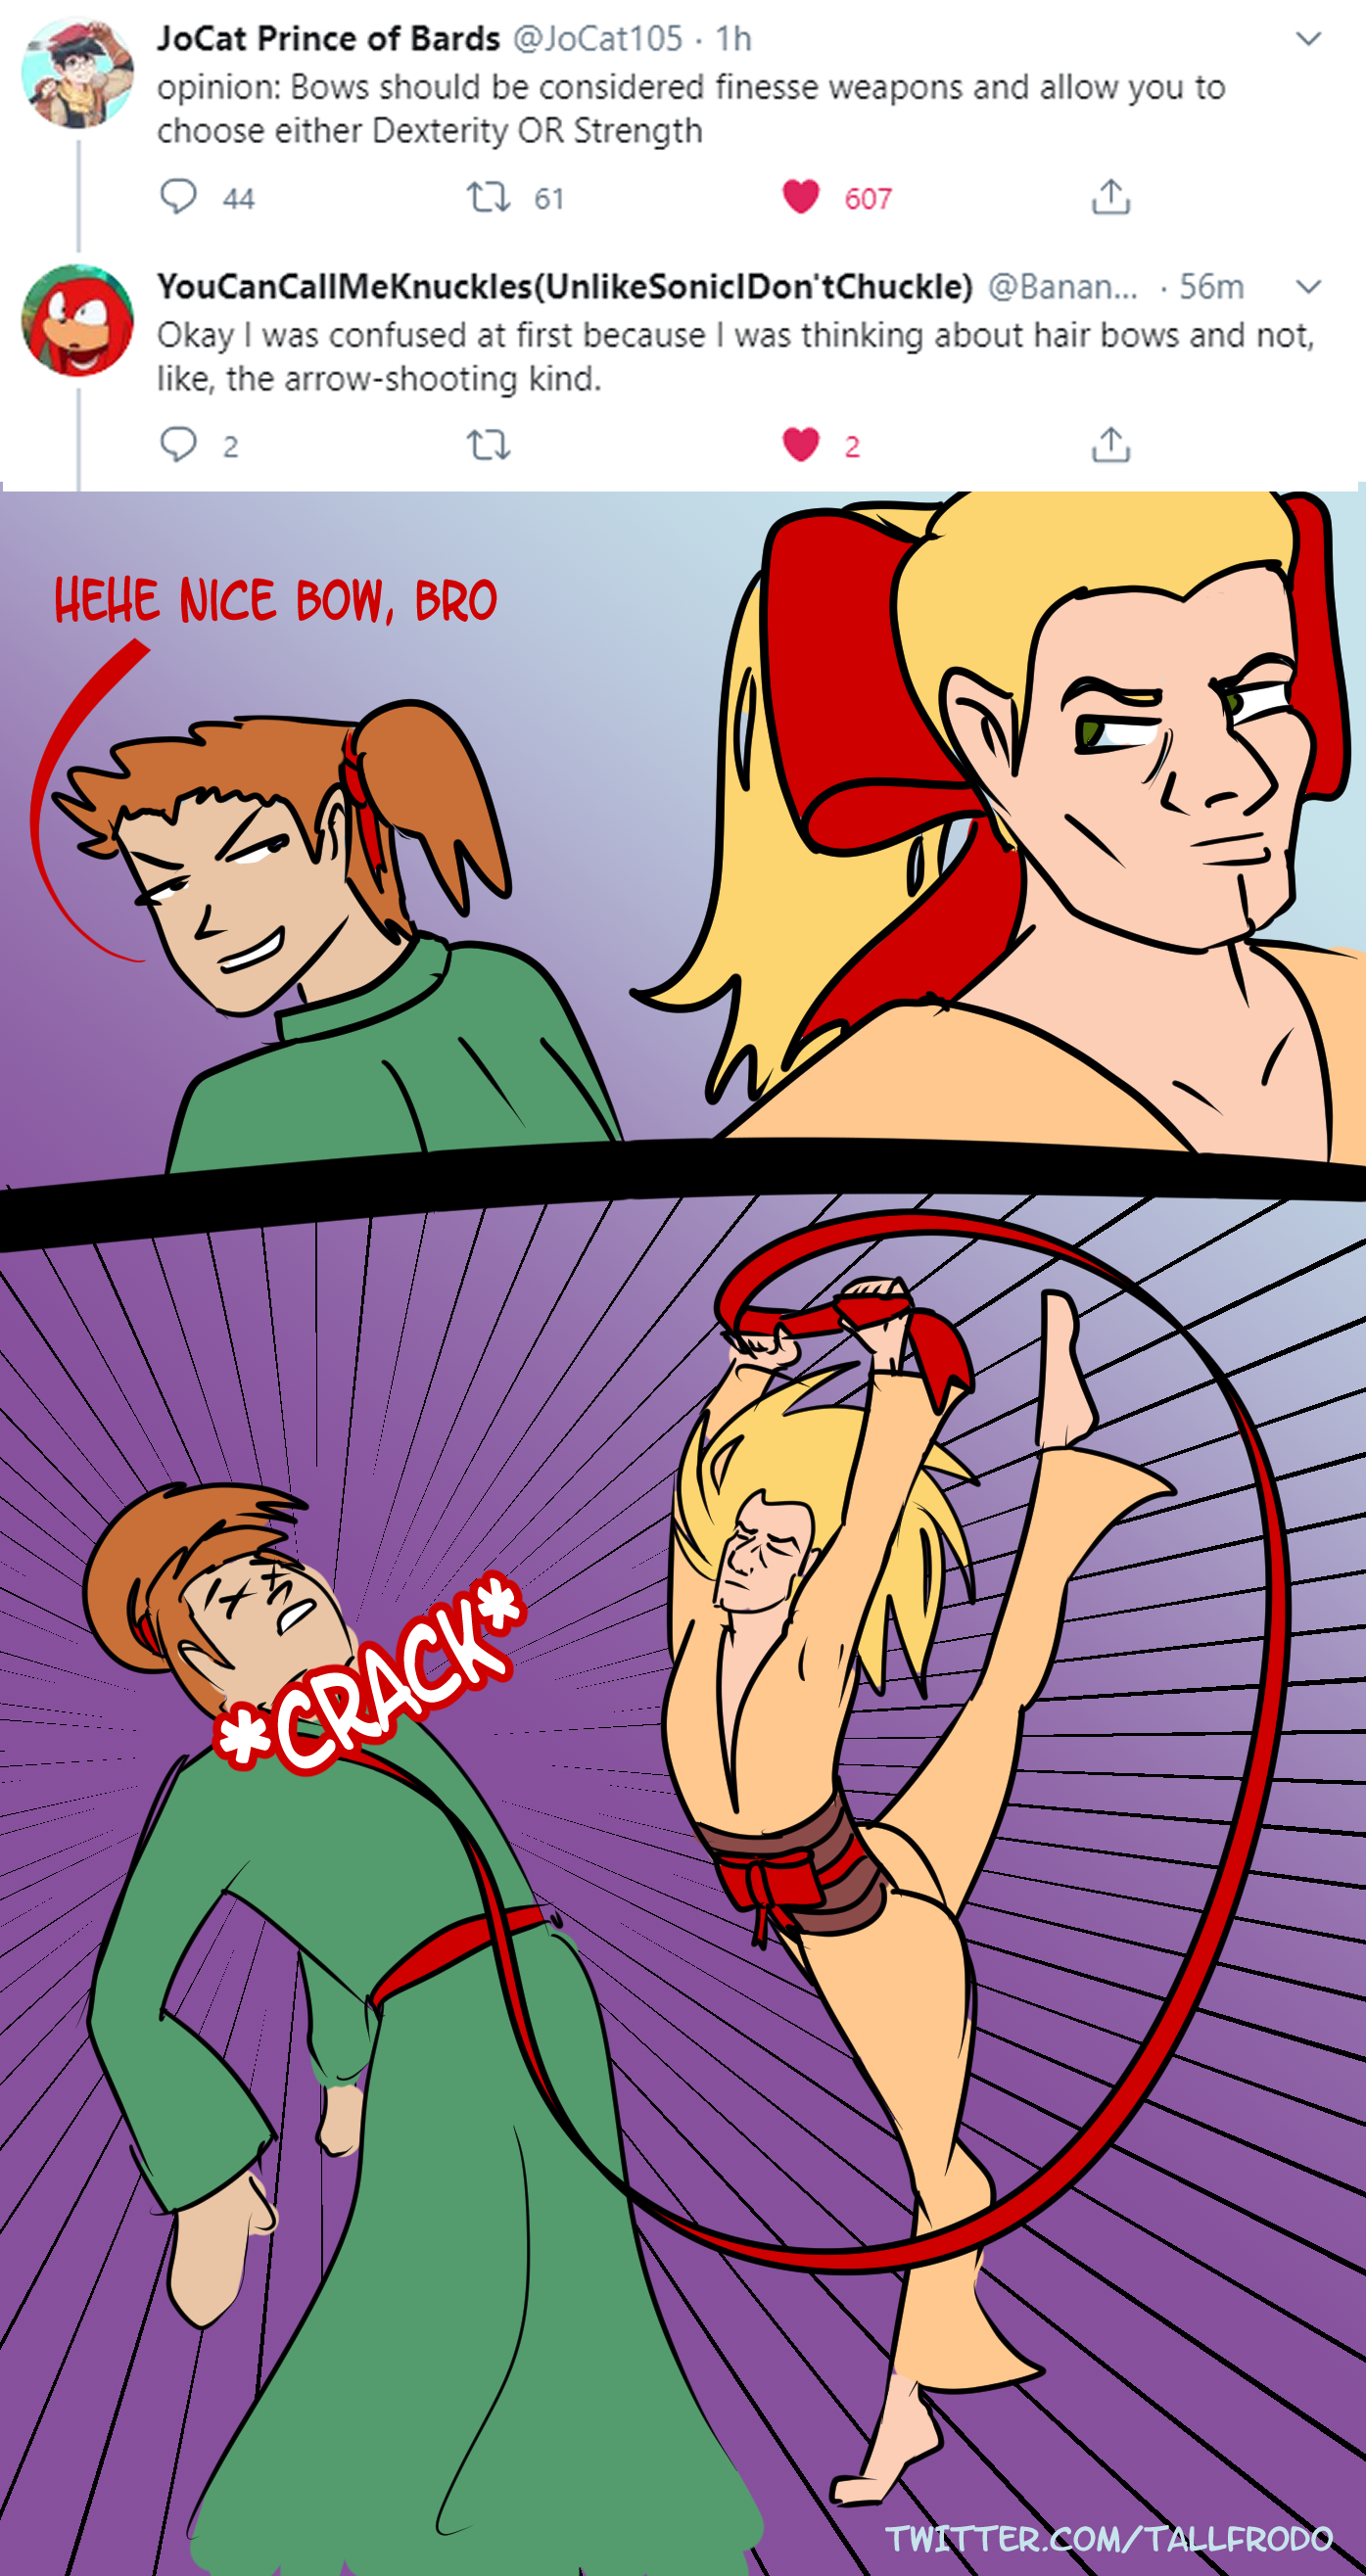 JoCat Prince of Bards @JoCat105 · 1h
opinion: Bows should be considered finesse weapons and allow you to
choose either Dexterity OR Strength
44 61 607
YouCanCallMeKnuckles(UnlikeSonicIDon'tChuckle) @Banan... · 56m
Okay I was confused at first because I was thinking about hair bows and not,
like, the arrow-shooting kind.
2 2
HEHE NICE BOW, BRO
*CRACK*
TWITTER.COM/TALLFRODO